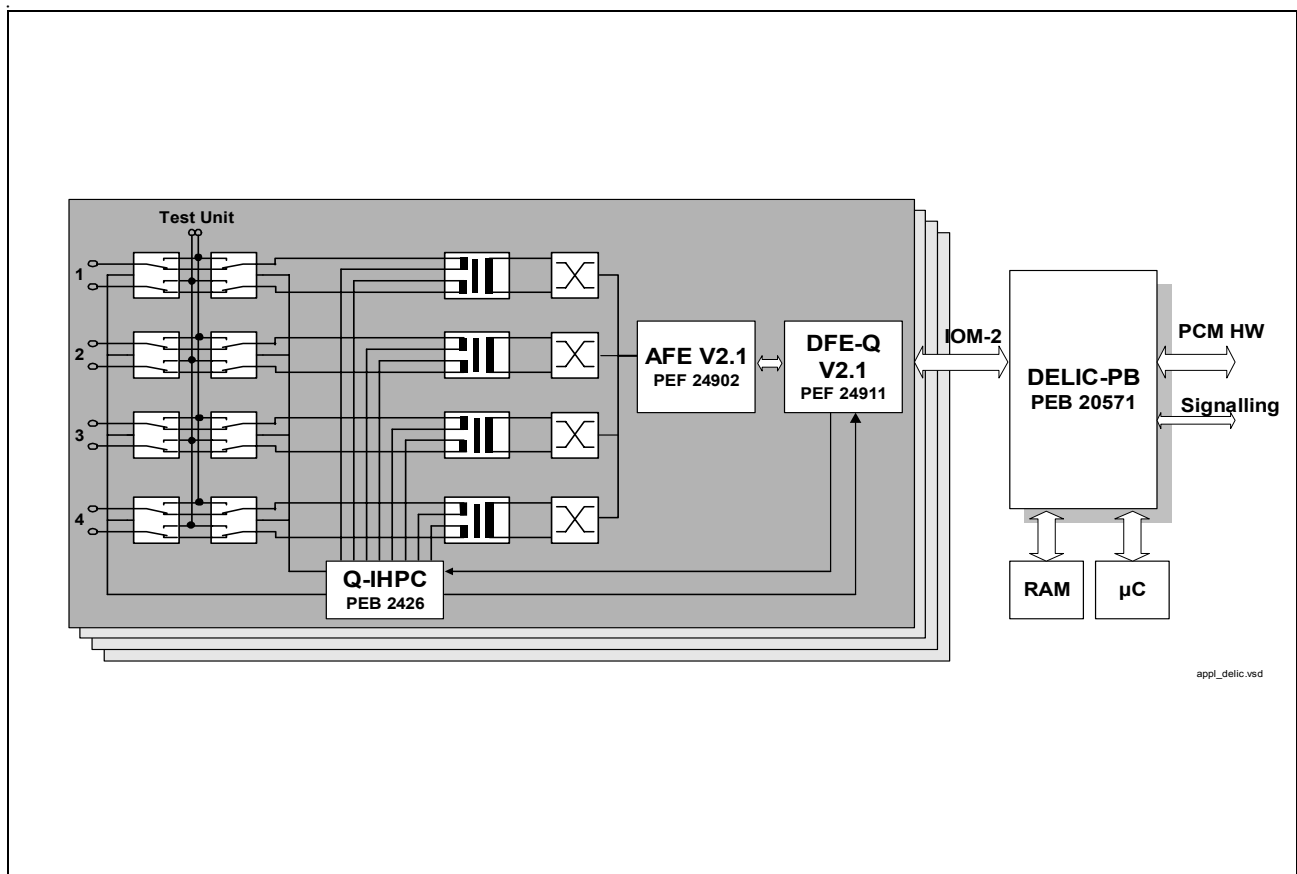 Test Unit
1
2
3
4
AFE V2.1
PEF 24902
DFE-Q
V2.1
PEF 24911
Q-IHPC
PEB 2426
IOM-2
DELIC-PB
PEB 20571
PCM HW
Signalling
RAM
µC
appl_delic.vsd